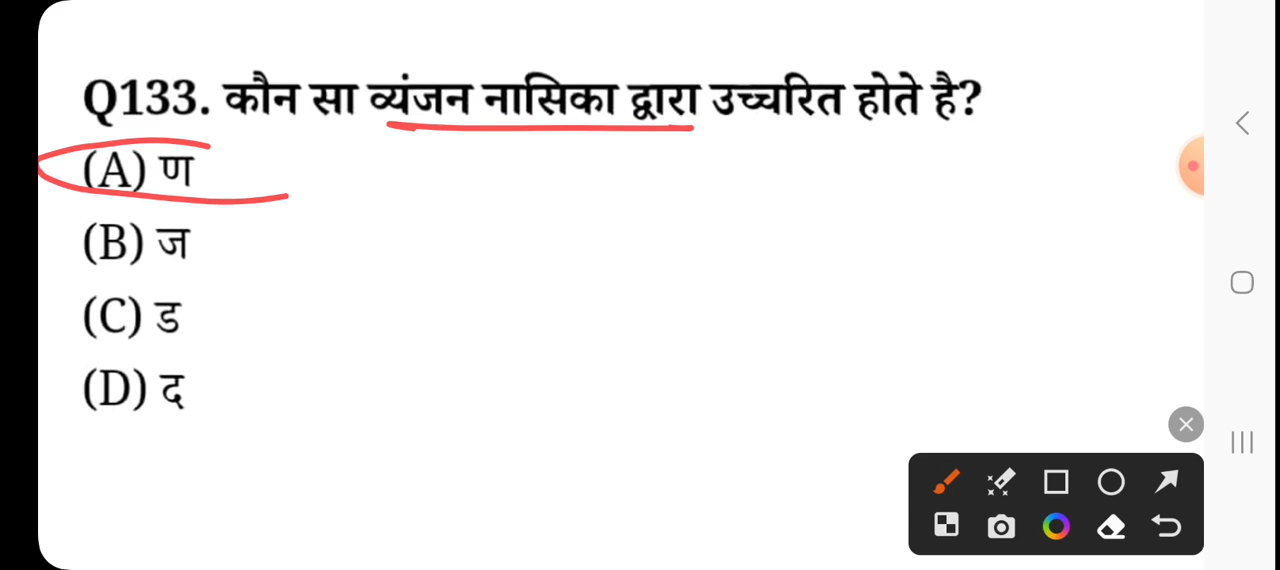 Q133. कौन सा व्यंजन नासिका द्वारा उच्चरित होते है?
(A) ण
(B) ज
(C) ड
(D) द